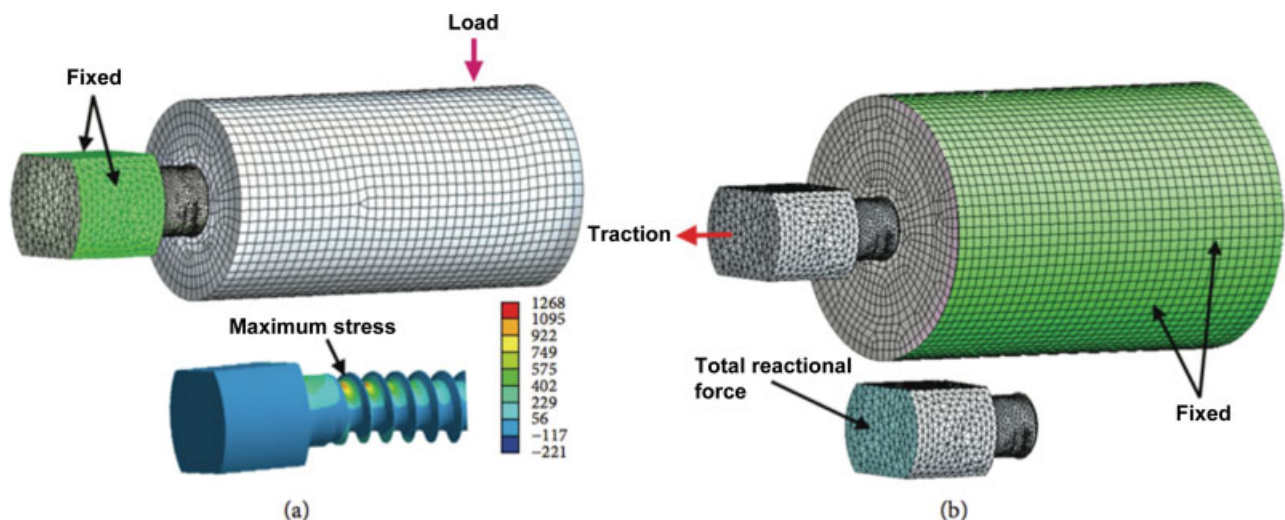 Load
Fixed
Maximum stress
1268
1095
922
749
575
402
229
56
−117
−221
(a)
Traction
Total reactional
force
Fixed
(b)